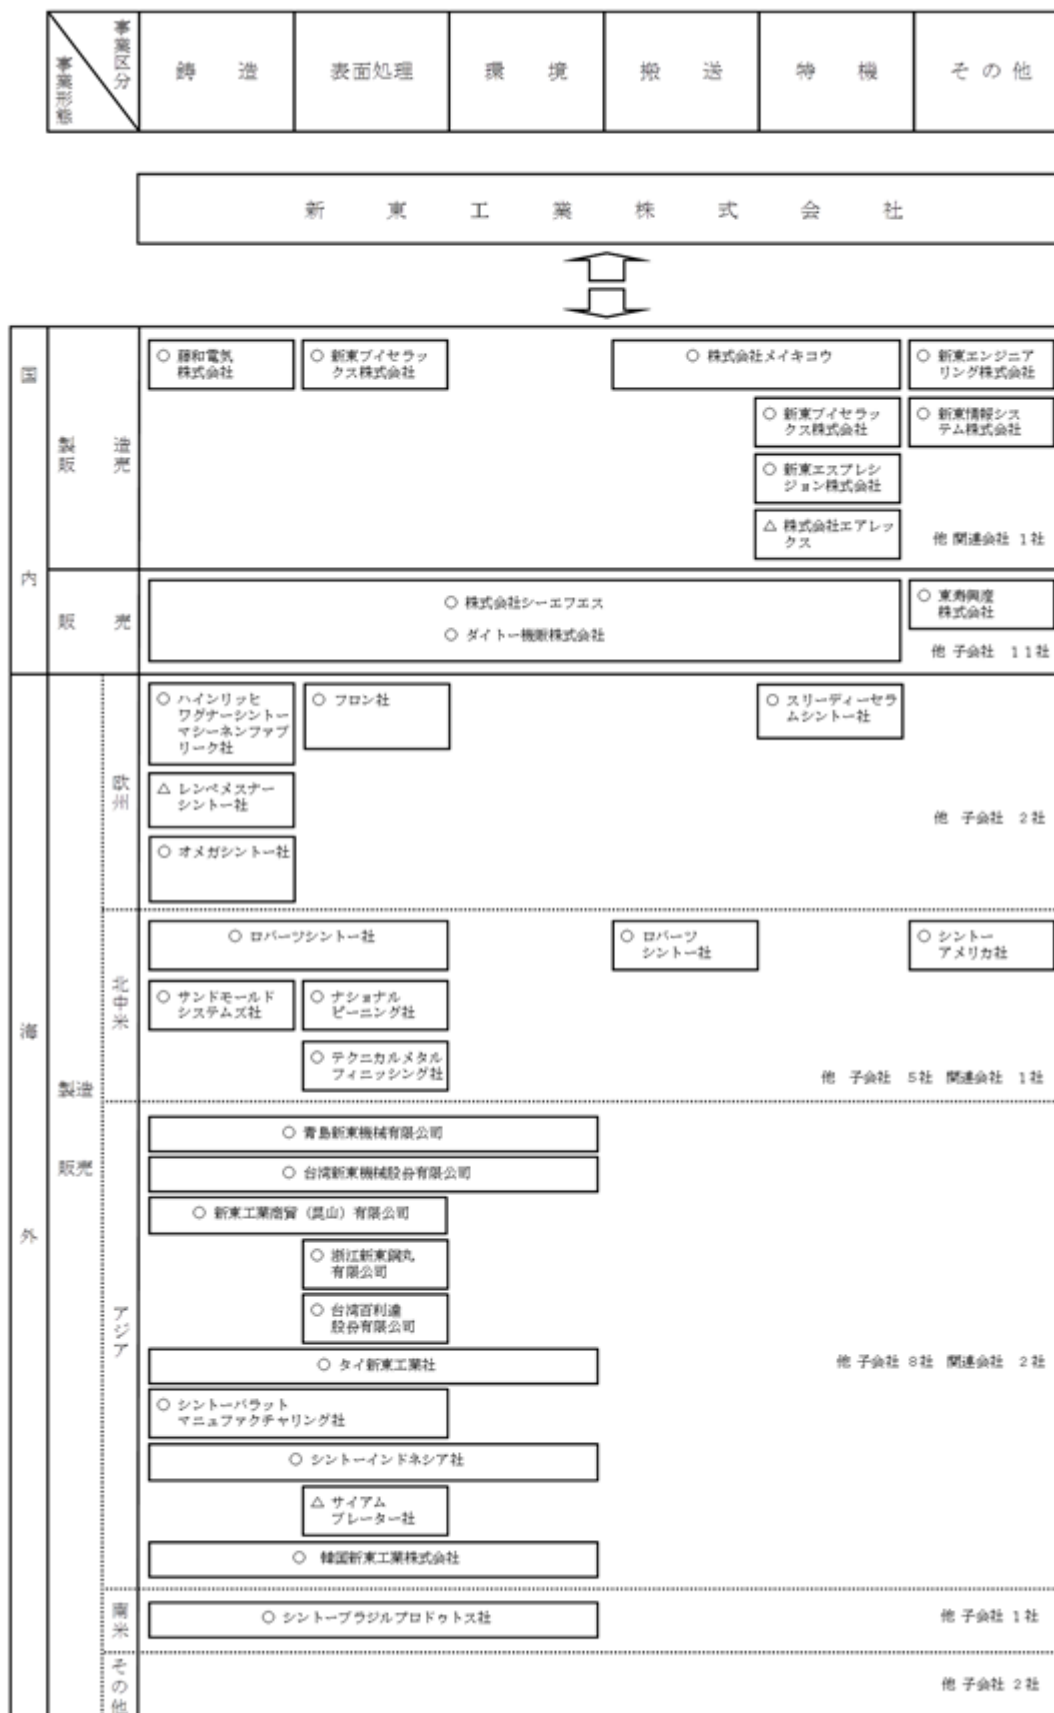 事業区分
事業形態
鋳造
表面処理
環境
搬送
特機
その他
新東工業株式会社
国内
製造
販売
○ 藤和電気
株式会社
○ 新東ブイセラッ
クス株式会社
○ 株式会社メイキコウ
○ 新東エンジニア
リング株式会社
○ 新東ブイセラッ
クス株式会社
○ 新東情報シス
テム株式会社
○ 新東エスプレシ
ジョン株式会社
△ 株式会社エアレッ
クス
他 関連会社 1社
販売
○ 株式会社シーエフエス
○ ダイトー機販株式会社
○ 東寿興産
株式会社
他 子会社 11社
海外
製造
販売
欧州
○ ハインリッヒ
ワグナーシントー
マシーネンファブ
リーク社
○ フロン社
○ スリーディーセラ
ムシントー社
△ レンペメスナー
シントー社
他 子会社 2社
○ オメガシントー社
北中米
○ ロバーツシントー社
○ ロバーツ
シントー社
○ シントー
アメリカ社
○ サンドモールド
システムズ社
○ ナショナル
ピーニング社
○ テクニカルメタル
フィニッシング社
他 子会社 5社 関連会社 1社
アジア
○ 青島新東機械有限公司
○ 台湾新東機械股份有限公司
○ 新東工業商貿（昆山）有限公司
○ 浙江新東鋼丸
有限公司
○ 台湾百利達
股份有限公司
○ タイ新東工業社
他 子会社 8社 関連会社 2社
○ シントーバラット
マニュファクチャリング社
○ シントーインドネシア社
△ サイアム
ブレーター社
○ 韓国新東工業株式会社
南米
○ シントーブラジルプロドゥトス社
他 子会社 1社
その他
他 子会社 2社